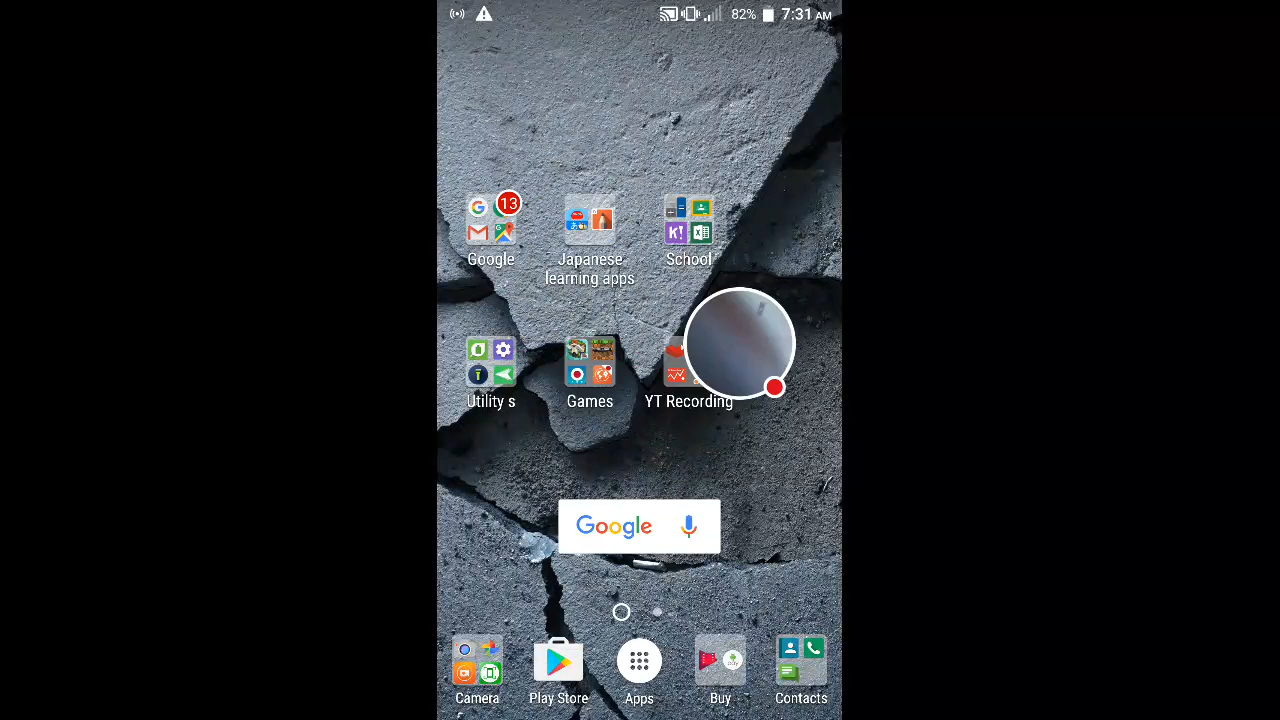 82% 7:31 AM
13
Google
Japanese
learning apps
School
K!
Utility s
Games
YT Recording
Google
Camera
Play Store
Apps
Buy
Contacts